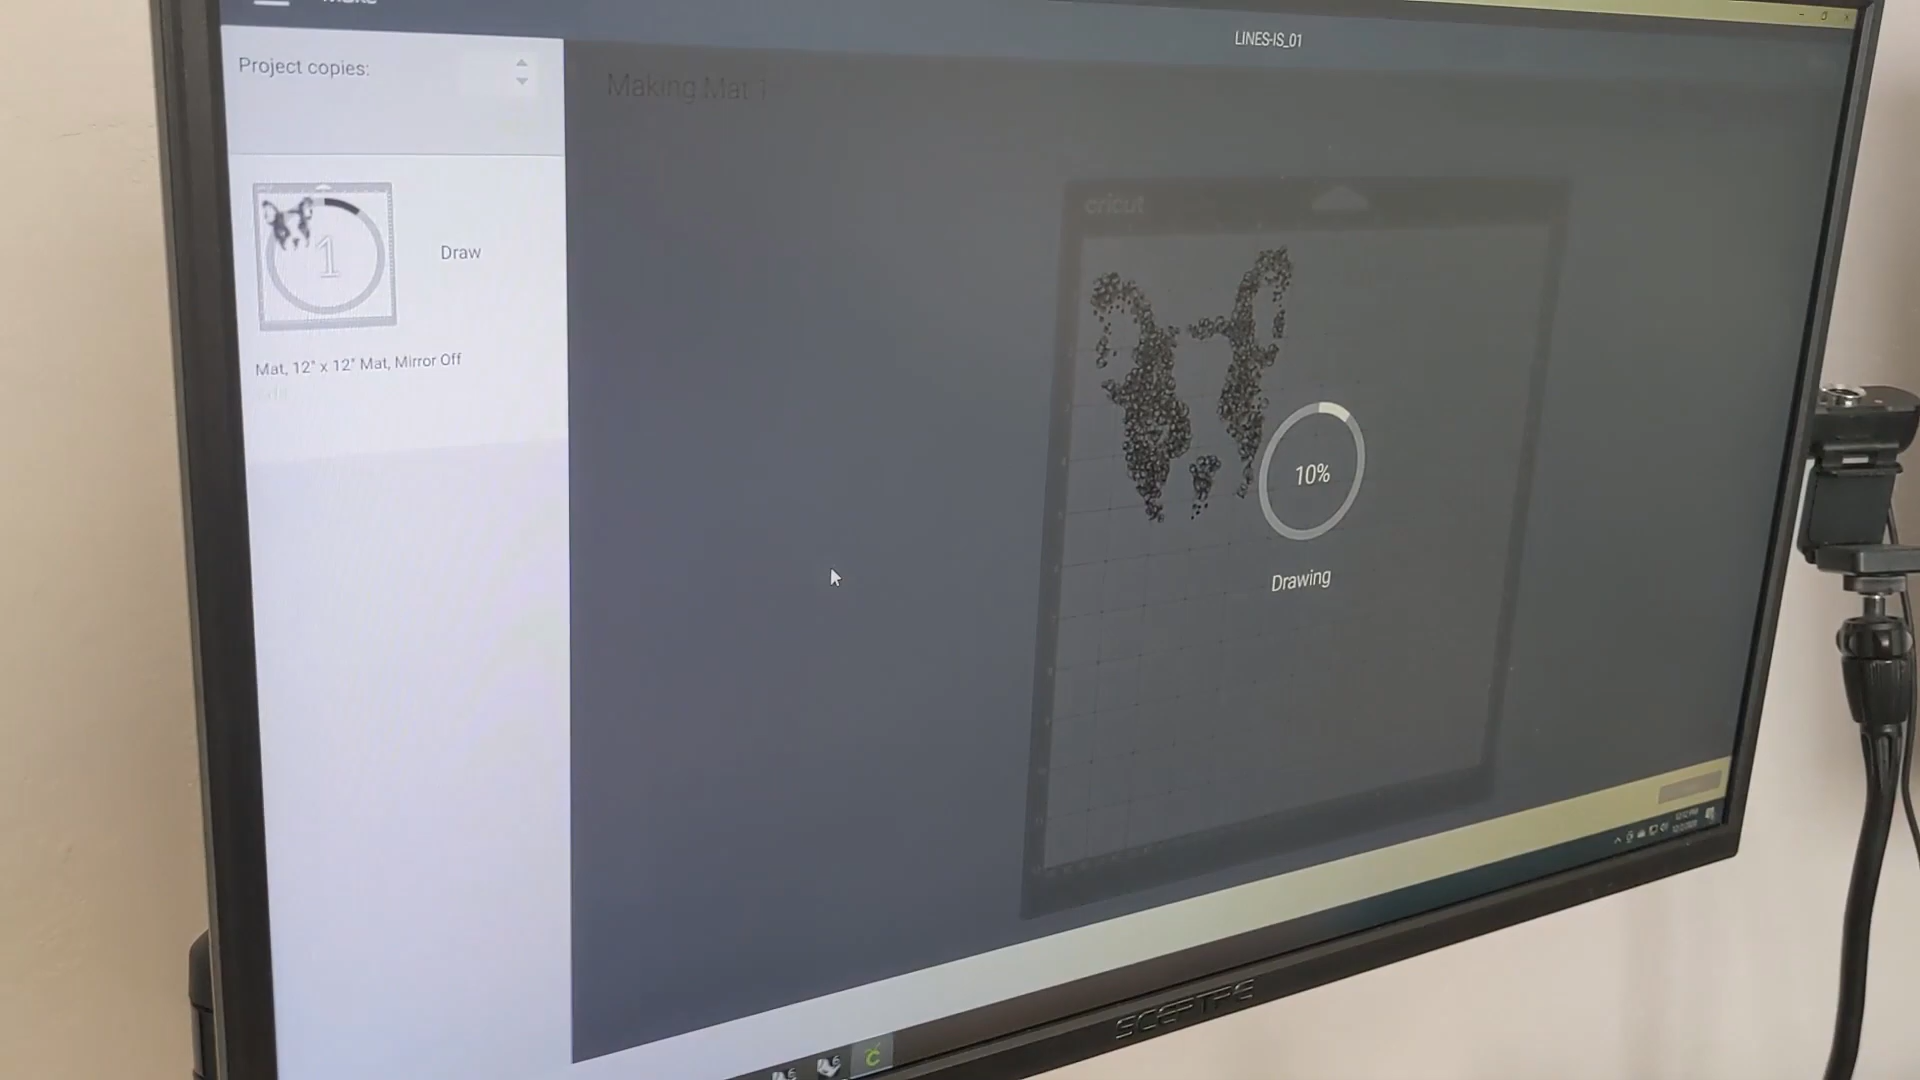 Make
LINES-IS_01
Project copies:
Making Mat 1
cricut
1
Draw
Mat, 12" x 12" Mat, Mirror Off
10%
Drawing
SCEPTRE